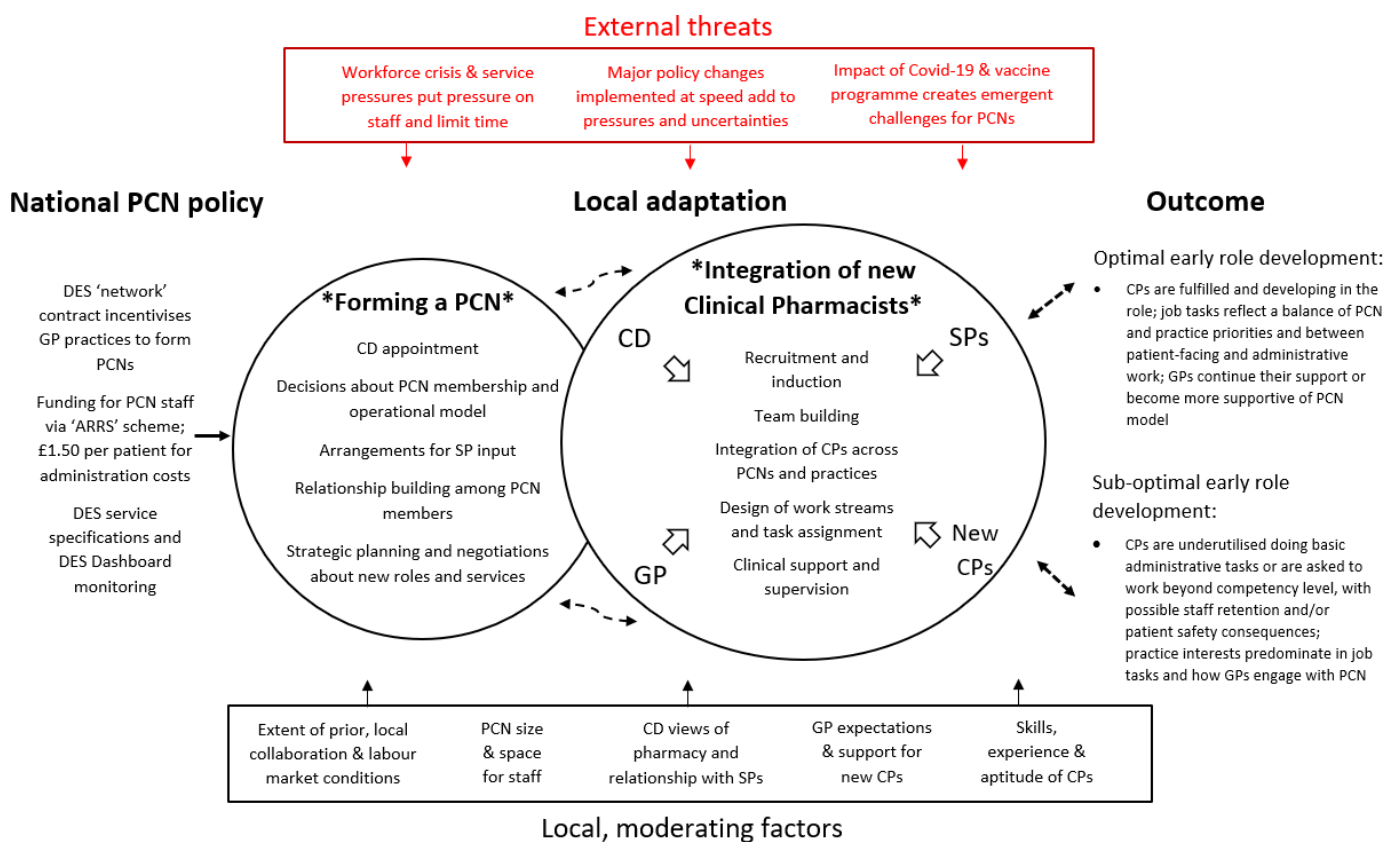 External threats
Workforce crisis & service
pressures put pressure on
staff and limit time
Major policy changes
implemented at speed add to
pressures and uncertainties
Impact of Covid-19 & vaccine
programme creates emergent
challenges for PCNs
National PCN policy
Local adaptation
Outcome
DES ‘network’
contract incentivises
GP practices to form
PCNs
Funding for PCN staff
via ‘ARRS’ scheme;
£1.50 per patient for
administration costs
DES service
specifications and
DES Dashboard
monitoring
*Forming a PCN*
CD appointment
Decisions about PCN membership and
operational model
Arrangements for SP input
Relationship building among PCN
members
Strategic planning and negotiations
about new roles and services
*Integration of new
Clinical Pharmacists*
CD
SPs
Recruitment and
induction
Team building
Integration of CPs across
PCNs and practices
Design of work streams
and task assignment
Clinical support and
supervision
GP
New
CPs
Optimal early role development:
• CPs are fulfilled and developing in the
role; job tasks reflect a balance of PCN
and practice priorities and between
patient-facing and administrative
work; GPs continue their support or
become more supportive of PCN
model
Sub-optimal early role
development:
• CPs are underutilised doing basic
administrative tasks or are asked to
work beyond competency level, with
possible staff retention and/or
patient safety consequences;
practice interests predominate in job
tasks and how GPs engage with PCN
Extent of prior, local
collaboration & labour
market conditions
PCN size
& space
for staff
CD views of
pharmacy and
relationship with SPs
GP expectations
& support for
new CPs
Skills,
experience &
aptitude of CPs
Local, moderating factors